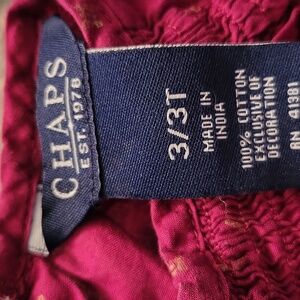 CHAPS
EST. 1978
3/3T
MADE IN
INDIA
100% COTTON
EXCLUSIVE OF
DECORATION
RN 41381